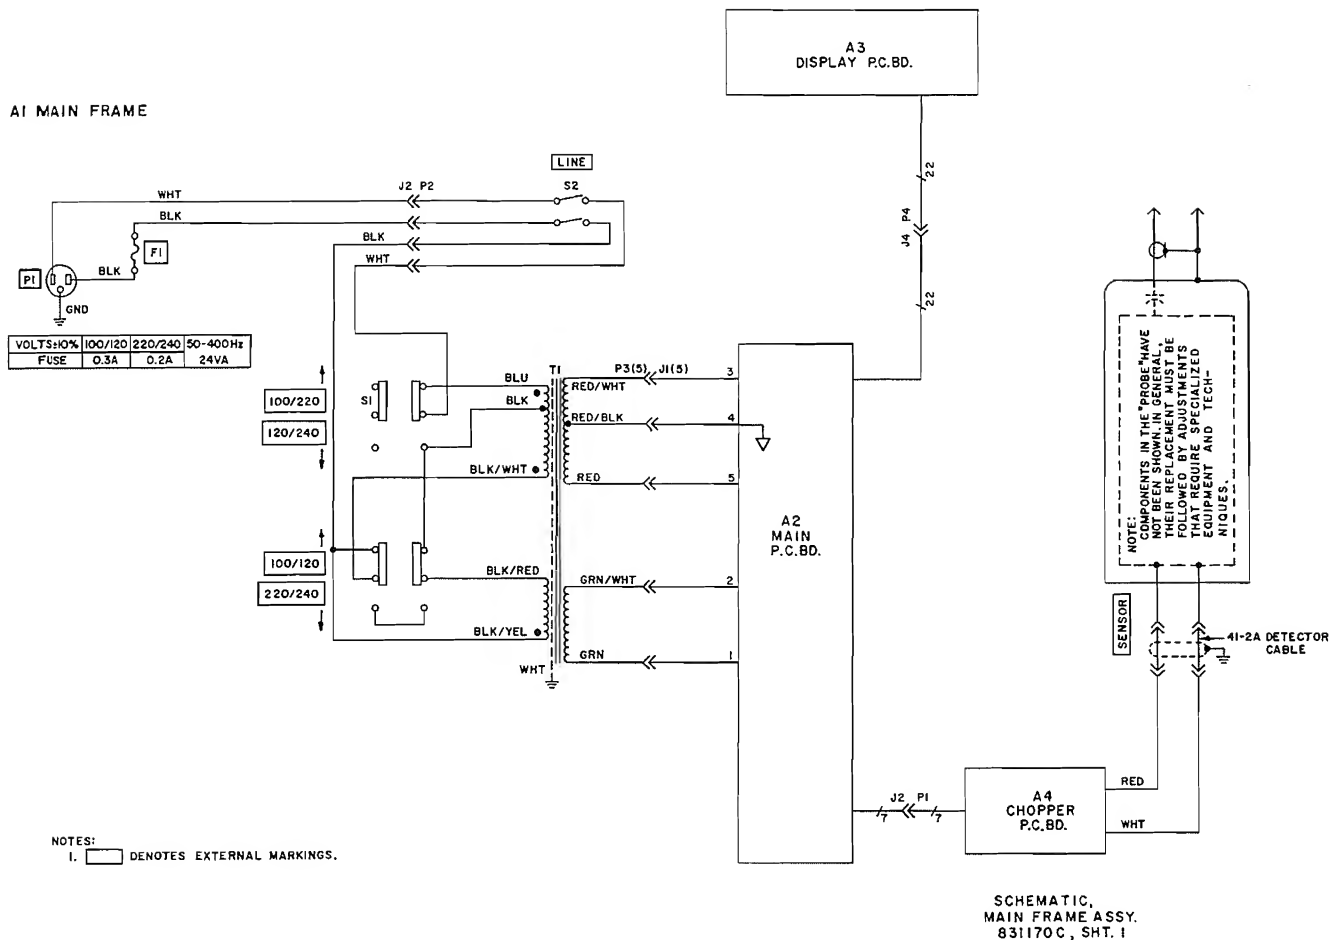 A3
DISPLAY P.C.BD.
A1 MAIN FRAME
LINE
J2 P2
S2
WHT
BLK
BLK
WHT
F1
P1
BLK
GND
VOLTS±10% 100/120 220/240 50-400Hz
FUSE 0.3A 0.2A 24VA
22
P4
J4
22
100/220
120/240
S1
BLU
BLK
BLK/WHT
T1
P3(5) J1(5)
3
RED/WHT
RED/BLK
4
RED
5
A2
MAIN
P.C.BD.
100/120
220/240
BLK/RED
BLK/YEL
WHT
GRN/WHT
2
GRN
1
NOTE:
COMPONENTS IN THE "PROBE" HAVE
NOT BEEN SHOWN. IN GENERAL,
THEIR REPLACEMENT MUST BE
FOLLOWED BY ADJUSTMENTS
THAT REQUIRE SPECIALIZED
EQUIPMENT AND TECH-
NIQUES.
SENSOR
41-2A DETECTOR
CABLE
RED
WHT
J2 P1
7
7
A4
CHOPPER
P.C.BD.
NOTES:
1. DENOTES EXTERNAL MARKINGS.
SCHEMATIC,
MAIN FRAME ASSY.
831170C, SHT. 1